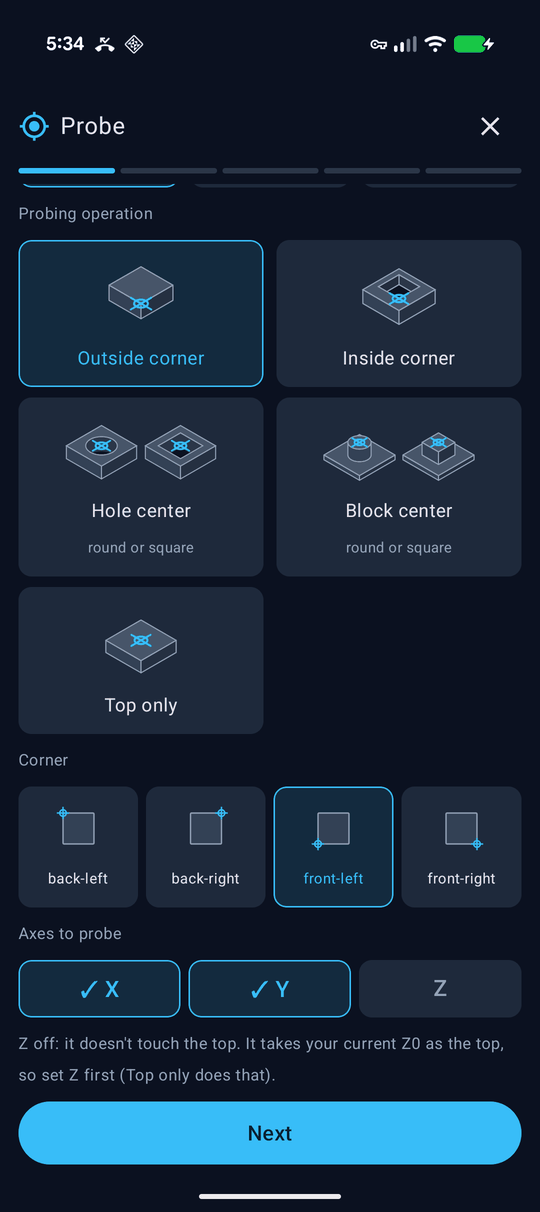 5:34
Probe
Probing operation
Outside corner
Inside corner
Hole center
round or square
Block center
round or square
Top only
Corner
back-left
back-right
front-left
front-right
Axes to probe
✓ X
✓ Y
Z
Z off: it doesn't touch the top. It takes your current Z0 as the top,
so set Z first (Top only does that).
Next